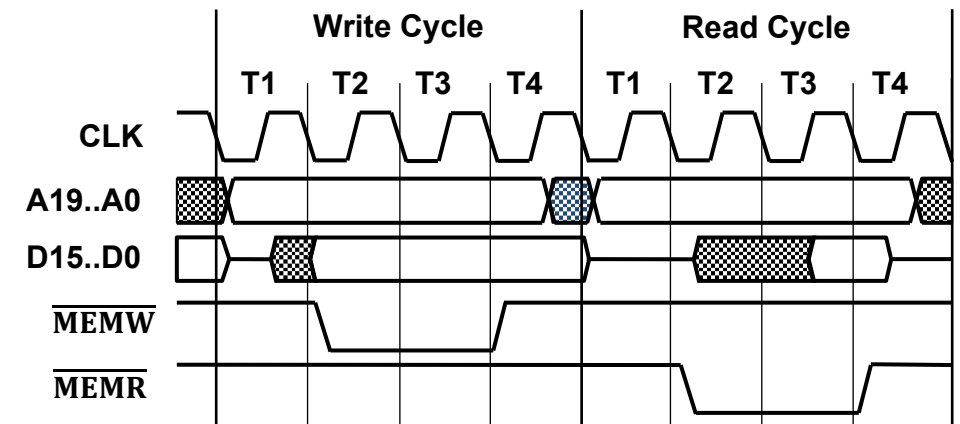 Write Cycle Read Cycle
T1 T2 T3 T4 T1 T2 T3 T4
CLK
A19..A0
D15..D0
MEMW
MEMR